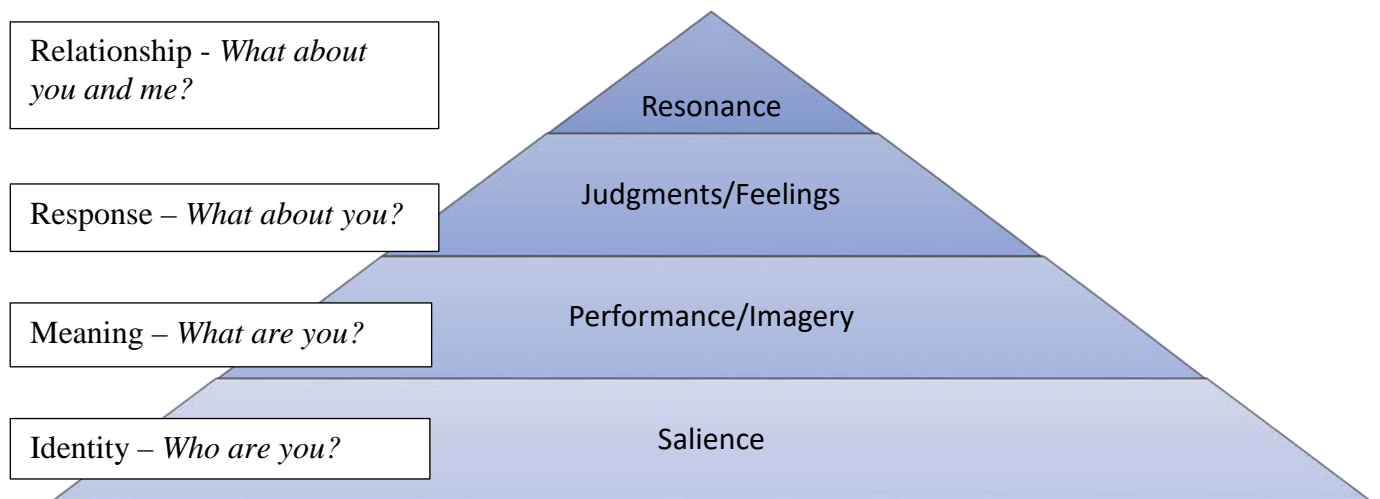 Relationship - What about
you and me?
Resonance
Response – What about you?
Judgments/Feelings
Meaning – What are you?
Performance/Imagery
Identity – Who are you?
Salience